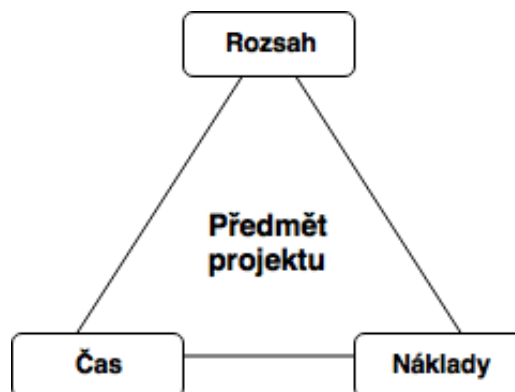 Rozsah
Předmět
projektu
Čas
Náklady